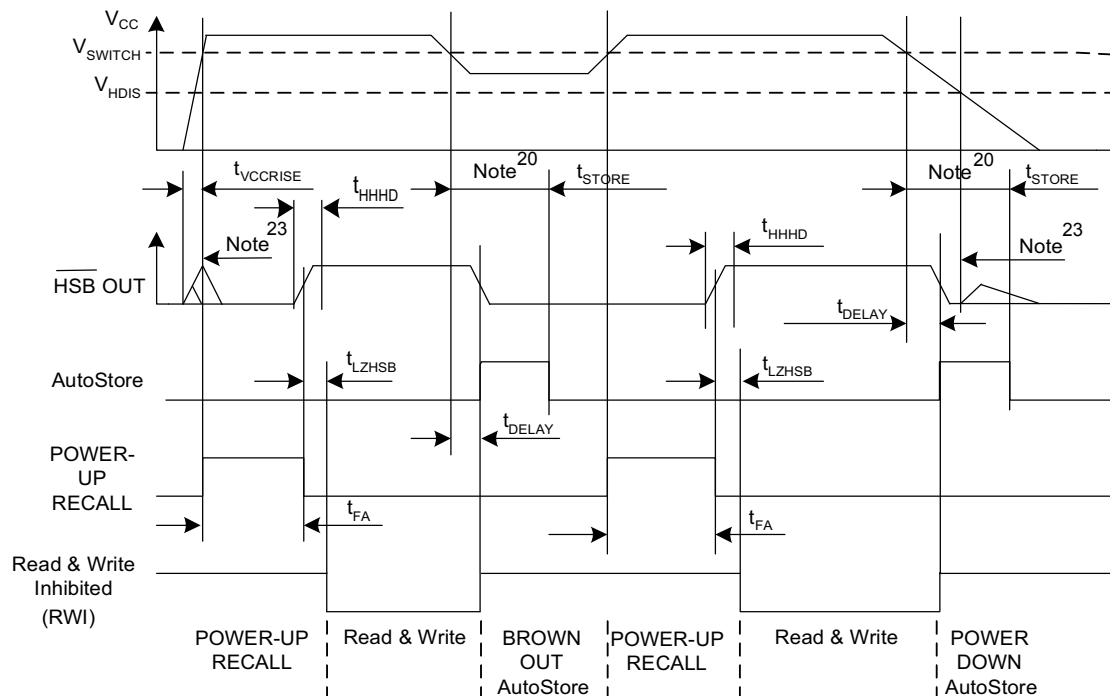 VCC
VSWITCH
VHDIS
tVCCRISE
tHHHD
Note20
tSTORE
Note20
tSTORE
Note23
tHHHD
Note23
HSB OUT
tDELAY
tLZHSB
tLZHSB
AutoStore
tDELAY
POWER-
UP
RECALL
tFA
tFA
Read & Write
Inhibited
(RWI)
POWER-UP
RECALL
Read & Write
BROWN
OUT
AutoStore
POWER-UP
RECALL
Read & Write
POWER
DOWN
AutoStore